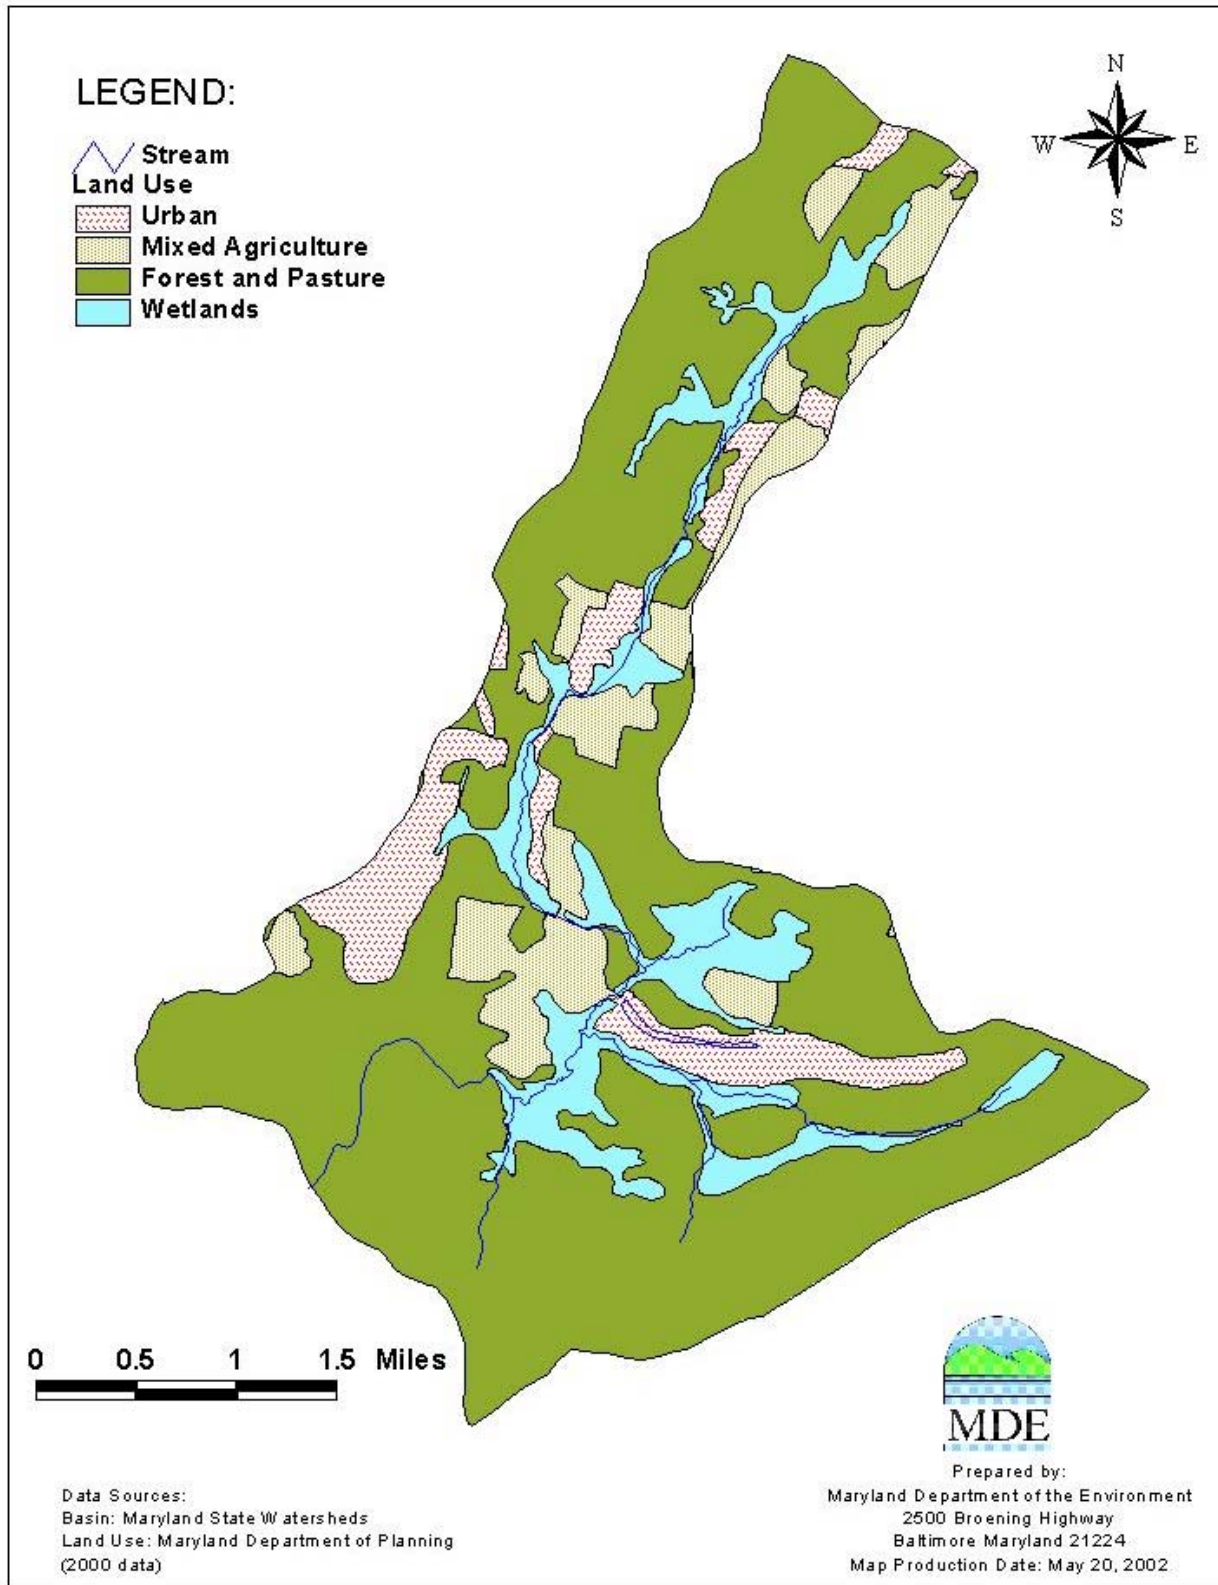 LEGEND:
Stream
Land Use
Urban
Mixed Agriculture
Forest and Pasture
Wetlands
N
W E
S
0 0.5 1 1.5 Miles
MDE
Data Sources:
Basin: Maryland State Watersheds
Land Use: Maryland Department of Planning
(2000 data)
Prepared by:
Maryland Department of the Environment
2500 Broening Highway
Baltimore Maryland 21224
Map Production Date: May 20, 2002